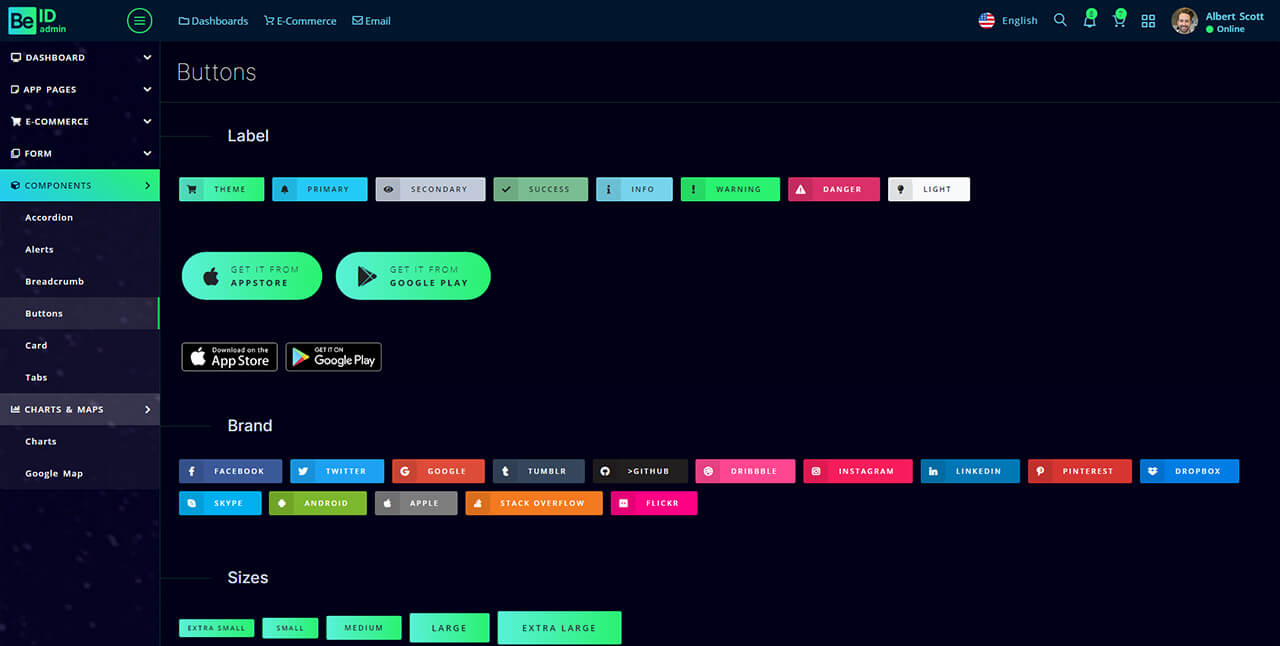 Be ID
admin
Dashboards E-Commerce Email
English
Albert Scott
Online
DASHBOARD
APP PAGES
E-COMMERCE
FORM
COMPONENTS
Accordion
Alerts
Breadcrumb
Buttons
Card
Tabs
CHARTS & MAPS
Charts
Google Map
Buttons
Label
THEME PRIMARY SECONDARY SUCCESS INFO WARNING DANGER LIGHT
GET IT FROM
APPSTORE
GET IT FROM
GOOGLE PLAY
Download on the
App Store
GET IT ON
Google Play
Brand
FACEBOOK TWITTER GOOGLE TUMBLR >GITHUB DRIBBBLE INSTAGRAM LINKEDIN PINTEREST DROPBOX
SKYPE ANDROID APPLE STACK OVERFLOW FLICKR
Sizes
EXTRA SMALL SMALL MEDIUM LARGE EXTRA LARGE